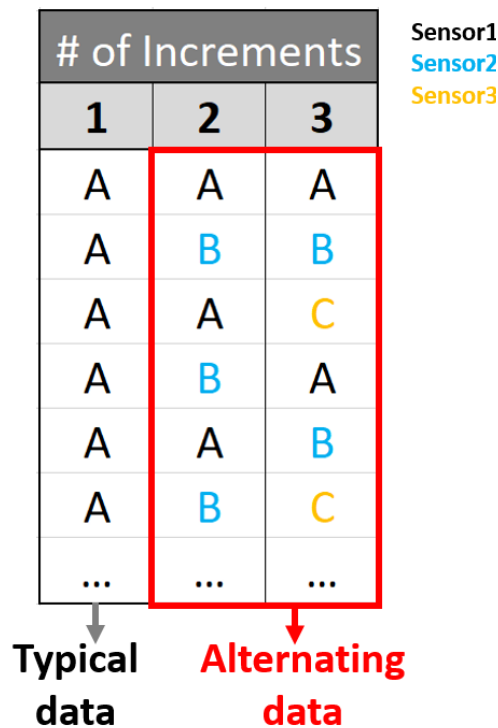 # of Increments
1 2 3
A A A
A B B
A A C
A B A
A A B
A B C
... ... ...
Typical data
Alternating data
Sensor1
Sensor2
Sensor3